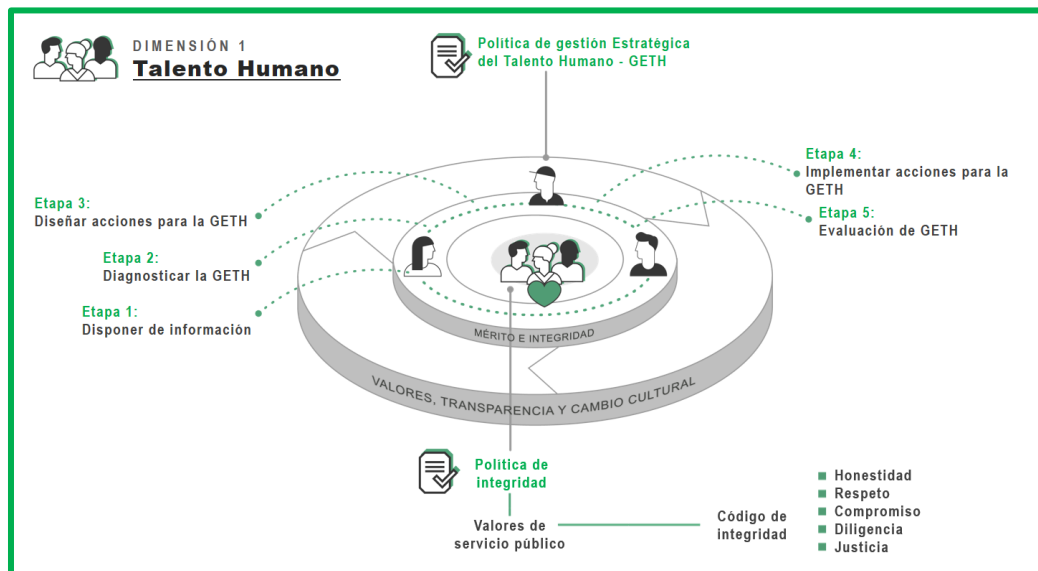 DIMENSIÓN 1
Talento Humano
Política de gestión Estratégica
del Talento Humano - GETH
Etapa 3:
Diseñar acciones para la GETH
Etapa 2:
Diagnosticar la GETH
Etapa 1:
Disponer de información
Etapa 4:
Implementar acciones para la
GETH
Etapa 5:
Evaluación de GETH
MÉRITO E INTEGRIDAD
VALORES, TRANSPARENCIA Y CAMBIO CULTURAL
Política de
integridad
Valores de
servicio público
Código de
integridad
Honestidad
Respeto
Compromiso
Diligencia
Justicia